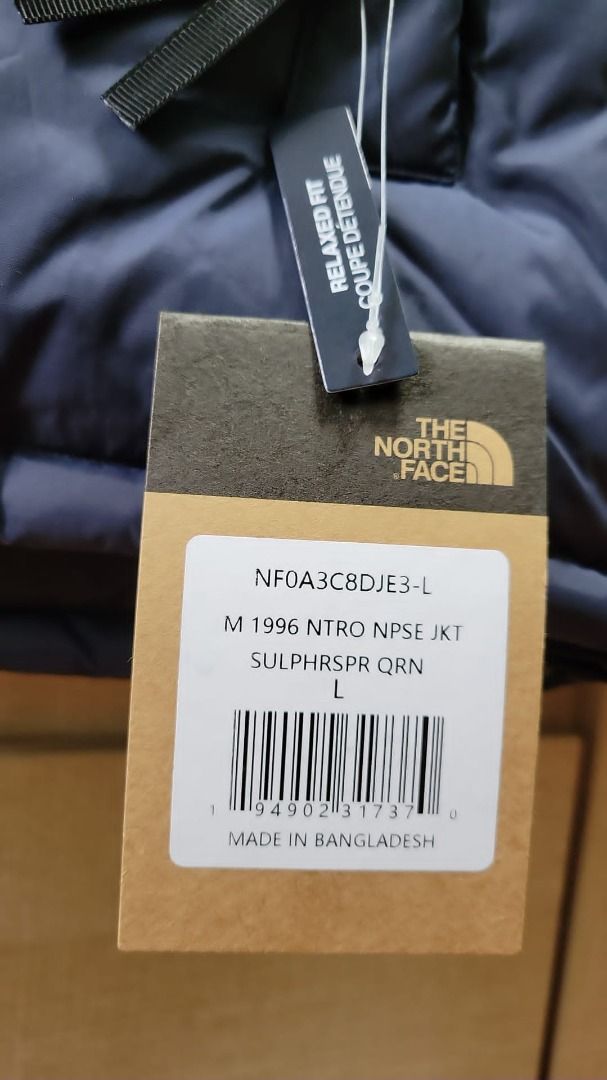 RELAXED FIT
COUPE DÉTENDUE
THE
NORTH
FACE
NF0A3C8DJE3-L
M 1996 NTRO NPSE JKT
SULPHRSPR QRN
L
1 94902 31737 0
MADE IN BANGLADESH